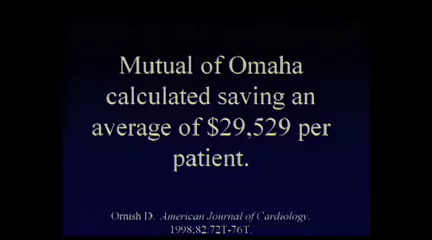 Mutual of Omaha
calculated saving an
average of $29,529 per
patient.
Ornish D. American Journal of Cardiology.
1998;82:72T-76T.